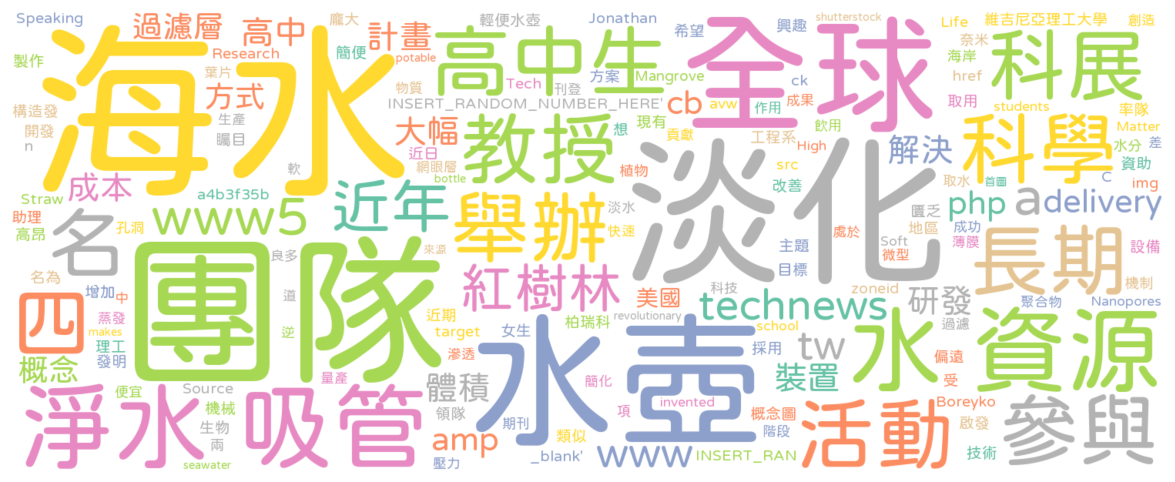 Speaking
過濾層
高中
龐大
計畫
輕便水壺
Jonathan
希望
興趣
shutterstock
Life
維吉尼亞理工大學
創造
製作
海水
Research
簡便
potable
高中生
方案
Mangrove
全球
ck
奈米
海岸
科展
葉片
物質
Tech
刊登
href
構造發
方式
INSERT_RANDOM_NUMBER_HERE'
cb
avw
作用
成果
取用
students
率隊
開發
生產
大幅
教授
想
現有
貢獻
工程系
High
解決
科學
Matter
水分
差
n
矚目
近日
網眼層
植物
src
資助
軟
bottle
淡化
取水
首圖
C
img
成本
a4b3f35b
近年
改善
php
a
delivery
Straw
www5
舉辦
淡水
匱乏
助理
名
孔洞
快速
主題
處於
地區
成功
長期
高昂
團隊
良多
來源
目標
Soft
薄膜
設備
名為
增加
中
道
紅樹林
美國
科技
微型
zoneid
機制
四
蒸發
逆
近期
柏瑞科
technews
研發
聚合物
Nanopores
makes
target
女生
revolutionary
school
過濾
理工
發明
滲透
水壺
採用
tw
水資源
概念
量產
體積
簡化
裝置
偏遠
便宜
Source
受
淨水
吸管
機械
領隊
項
invented
概念圖
活動
Boreyko
參與
生物
期刊
階段
啟發
兩
amp
類似
www
seawater
壓力
_blank'
INSERT_RAN
技術